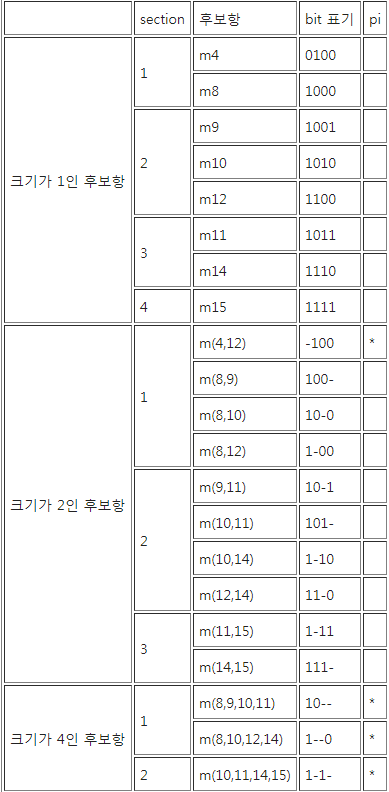 section 후보항 bit 표기 pi
크기가 1인 후보항 1 m4 0100
m8 1000
2 m9 1001
m10 1010
m12 1100
3 m11 1011
m14 1110
4 m15 1111
크기가 2인 후보항 1 m(4,12) -100 *
m(8,9) 100-
m(8,10) 10-0
m(8,12) 1-00
2 m(9,11) 10-1
m(10,11) 101-
m(10,14) 1-10
m(12,14) 11-0
3 m(11,15) 1-11
m(14,15) 111-
크기가 4인 후보항 1 m(8,9,10,11) 10-- *
m(8,10,12,14) 1--0 *
2 m(10,11,14,15) 1-1- *